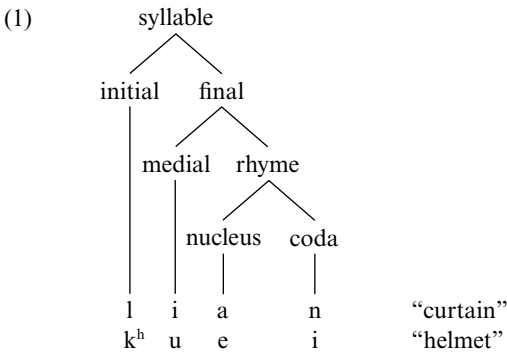 (1) syllable
initial final
medial rhyme
nucleus coda
l i a n “curtain”
kʰ u e i “helmet”